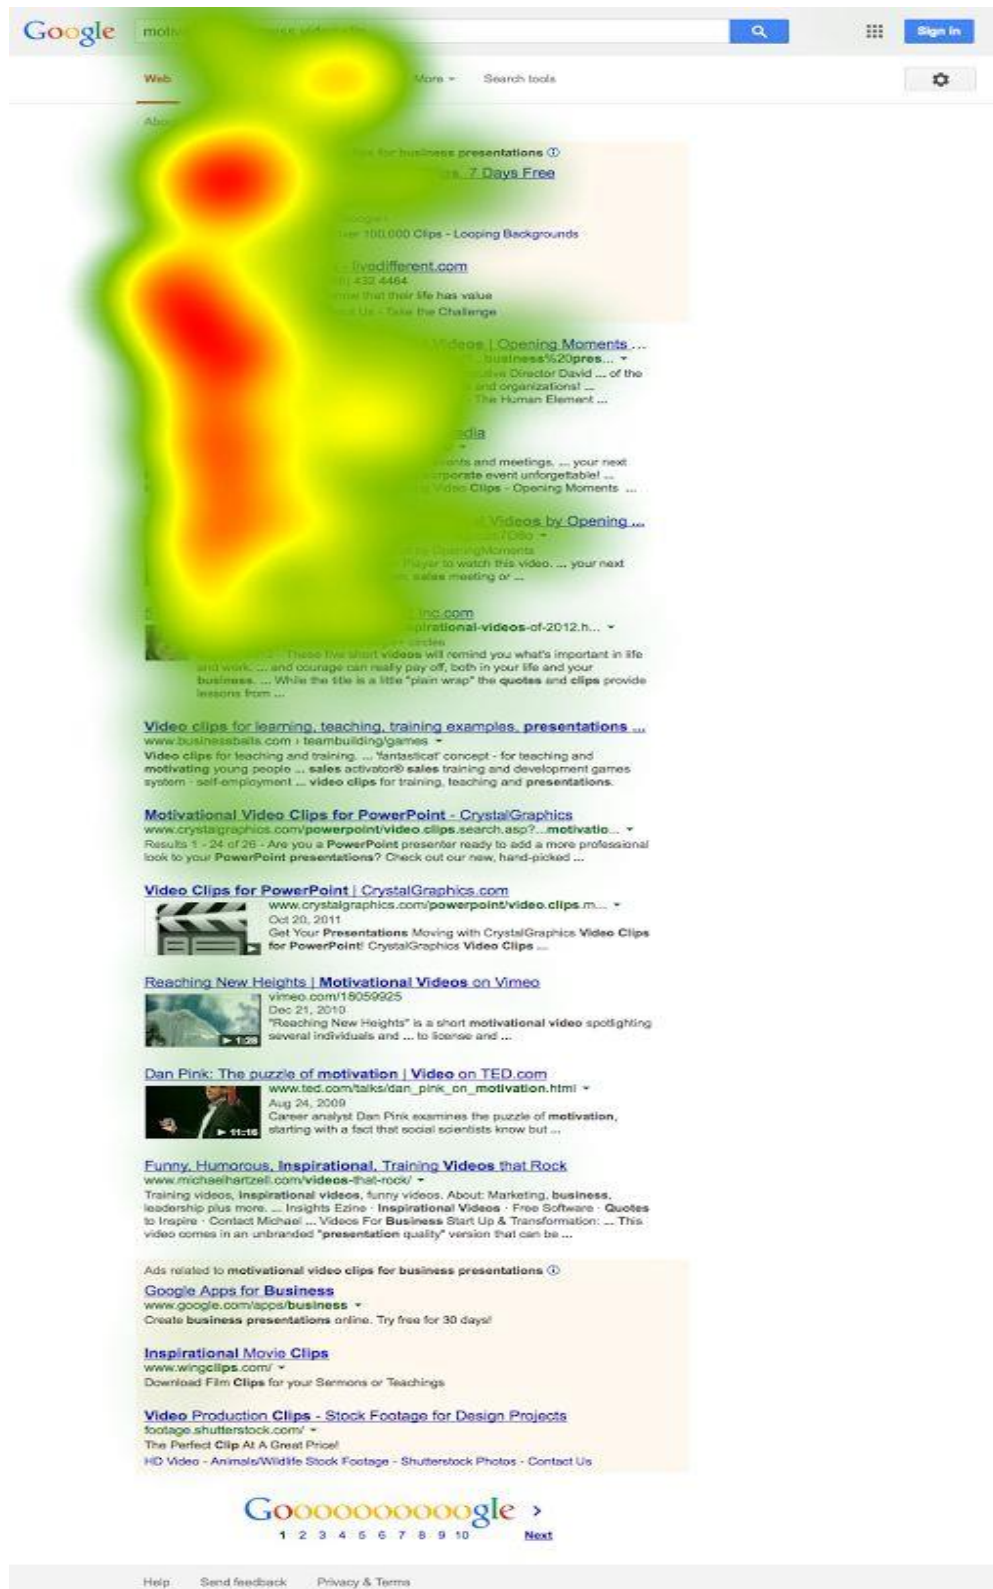 Google
Sign in
Web
More
Search tools
for business presentations
7 Days Free
100,000 Clips - Looping Backgrounds
- livedifferent.com
432 4464
that their life has value
Us - Take the Challenge
Videos | Opening Moments ...
business%20pres...
Director David ... of the
and organizations! ...
The Human Element ...
and meetings. ... your next
corporate event unforgettable! ...
Video Clips - Opening Moments ...
Videos by Opening ...
by OpeningMoments
Player to watch this video. ... your next
sales meeting or ...
Inc.com
-videos-of-2012.h...
circles
These five short videos will remind you what's important in life
and work. ... and courage can really pay off, both in your life and your
business. ... While the title is a little "plain wrap" the quotes and clips provide
lessons from ...
Video clips for learning, teaching, training examples, presentations ...
www.businessballs.com › teambuilding/games
Video clips for teaching and training. ... 'fantasticat' concept - for teaching and
motivating young people ... sales activator® sales training and development games
system - self-employment ... video clips for training, teaching and presentations.
Motivational Video Clips for PowerPoint - CrystalGraphics
www.crystalgraphics.com/powerpoint/video.clips.search.asp?...motivatio...
Results 1 - 24 of 26 - Are you a PowerPoint presenter ready to add a more professional
look to your PowerPoint presentations? Check out our new, hand-picked ...
Video Clips for PowerPoint | CrystalGraphics.com
www.crystalgraphics.com/powerpoint/video.clips.m...
Oct 20, 2011
Get Your Presentations Moving with CrystalGraphics Video Clips
for PowerPoint! CrystalGraphics Video Clips ...
Reaching New Heights | Motivational Videos on Vimeo
vimeo.com/18059925
Dec 21, 2010
"Reaching New Heights" is a short motivational video spotlighting
several individuals and ... to license and ...
1:28
Dan Pink: The puzzle of motivation | Video on TED.com
www.ted.com/talks/dan_pink_on_motivation.html
Aug 24, 2009
Career analyst Dan Pink examines the puzzle of motivation,
starting with a fact that social scientists know but ...
Funny, Humorous, Inspirational, Training Videos that Rock
www.michaelhartzell.com/videos-that-rock/
Training videos, inspirational videos, funny videos. About: Marketing, business,
leadership plus more. ... Insights Ezine · Inspirational Videos · Free Software · Quotes
to Inspire · Contact Michael ... Videos For Business Start Up & Transformation: ... This
video comes in an unbranded "presentation quality" version that can be ...
Ads related to motivational video clips for business presentations
Google Apps for Business
www.google.com/apps/business
Create business presentations online. Try free for 30 days!
Inspirational Movie Clips
www.wingclips.com/
Download Film Clips for your Sermons or Teachings
Video Production Clips - Stock Footage for Design Projects
footage.shutterstock.com/
The Perfect Clip At A Great Price!
HD Video - Animals/Wildlife Stock Footage - Shutterstock Photos - Contact Us
Goooooooooogle >
1 2 3 4 5 6 7 8 9 10 Next
Help Send feedback Privacy & Terms